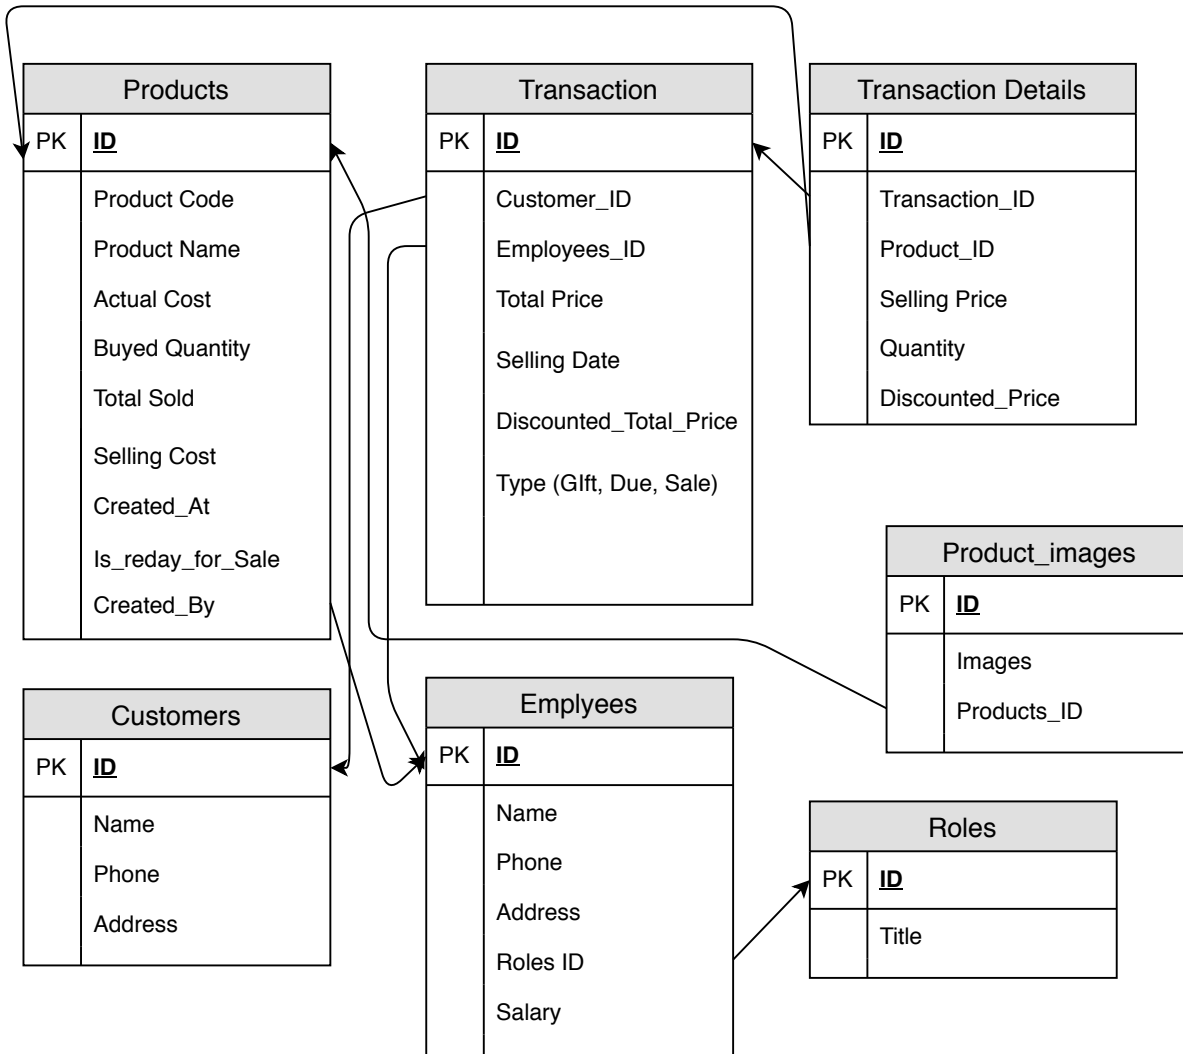 Products
PK ID
Product Code
Product Name
Actual Cost
Buyed Quantity
Total Sold
Selling Cost
Created_At
Is_reday_for_Sale
Created_By
Transaction
PK ID
Customer_ID
Employees_ID
Total Price
Selling Date
Discounted_Total_Price
Type (GIft, Due, Sale)
Transaction Details
PK ID
Transaction_ID
Product_ID
Selling Price
Quantity
Discounted_Price
Product_images
PK ID
Images
Products_ID
Customers
PK ID
Name
Phone
Address
Emplyees
PK ID
Name
Phone
Address
Roles ID
Salary
Roles
PK ID
Title